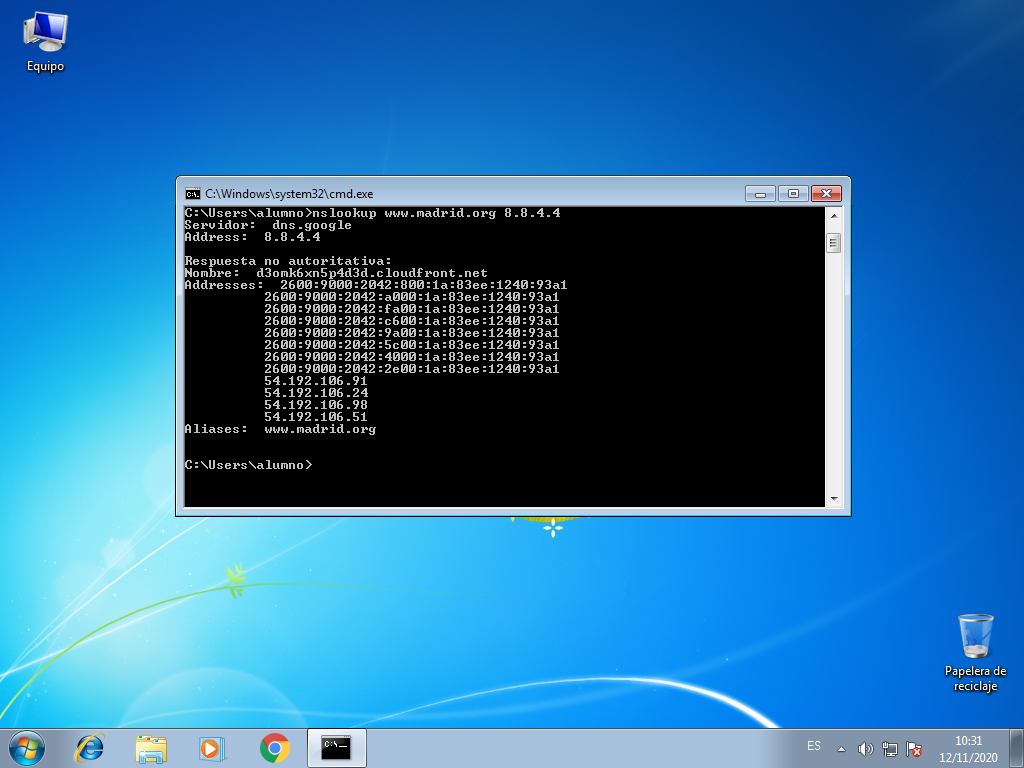 Equipo
C:\Windows\system32\cmd.exe
C:\Users\alumno>nslookup www.madrid.org 8.8.4.4
Servidor:  dns.google
Address:  8.8.4.4

Respuesta no autoritativa:
Nombre:  d3omk6xn5p4d3d.cloudfront.net
Addresses:  2600:9000:2042:800:1a:83ee:1240:93a1
2600:9000:2042:a000:1a:83ee:1240:93a1
2600:9000:2042:fa00:1a:83ee:1240:93a1
2600:9000:2042:c600:1a:83ee:1240:93a1
2600:9000:2042:9a00:1a:83ee:1240:93a1
2600:9000:2042:5c00:1a:83ee:1240:93a1
2600:9000:2042:4000:1a:83ee:1240:93a1
2600:9000:2042:2e00:1a:83ee:1240:93a1
54.192.106.91
54.192.106.24
54.192.106.98
54.192.106.51
Aliases:  www.madrid.org

C:\Users\alumno>
Papelera de
reciclaje
ES
10:31
12/11/2020